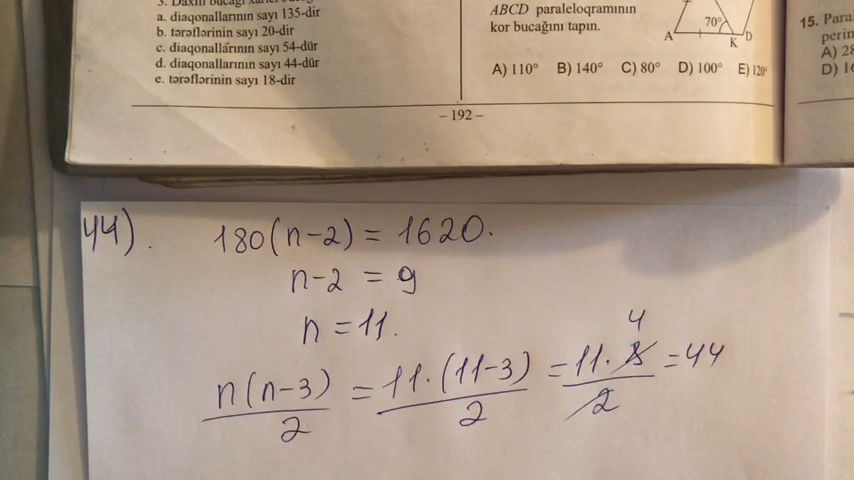 a. diaqonallarının sayı 135-dir
b. tərəflərinin sayı 20-dir
c. diaqonallarının sayı 54-dür
d. diaqonallarının sayı 44-dür
e. tərəflərinin sayı 18-dir
ABCD paraleloqramının
kor bucağını tapın.
A 70° K D
A) 110° B) 140° C) 80° D) 100° E) 120°
15. Para
perin
A) 28
D) 16
– 192 –
44). 180(n-2) = 1620.
n-2 = 9
n = 11.
n(n-3)/2 = 11·(11-3)/2 = 11·8/2 = 44
4